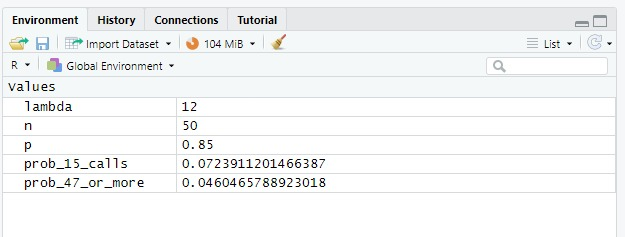 Environment History Connections Tutorial
Import Dataset 104 MiB List
R Global Environment
Values
lambda 12
n 50
p 0.85
prob_15_calls 0.0723911201466387
prob_47_or_more 0.0460465788923018